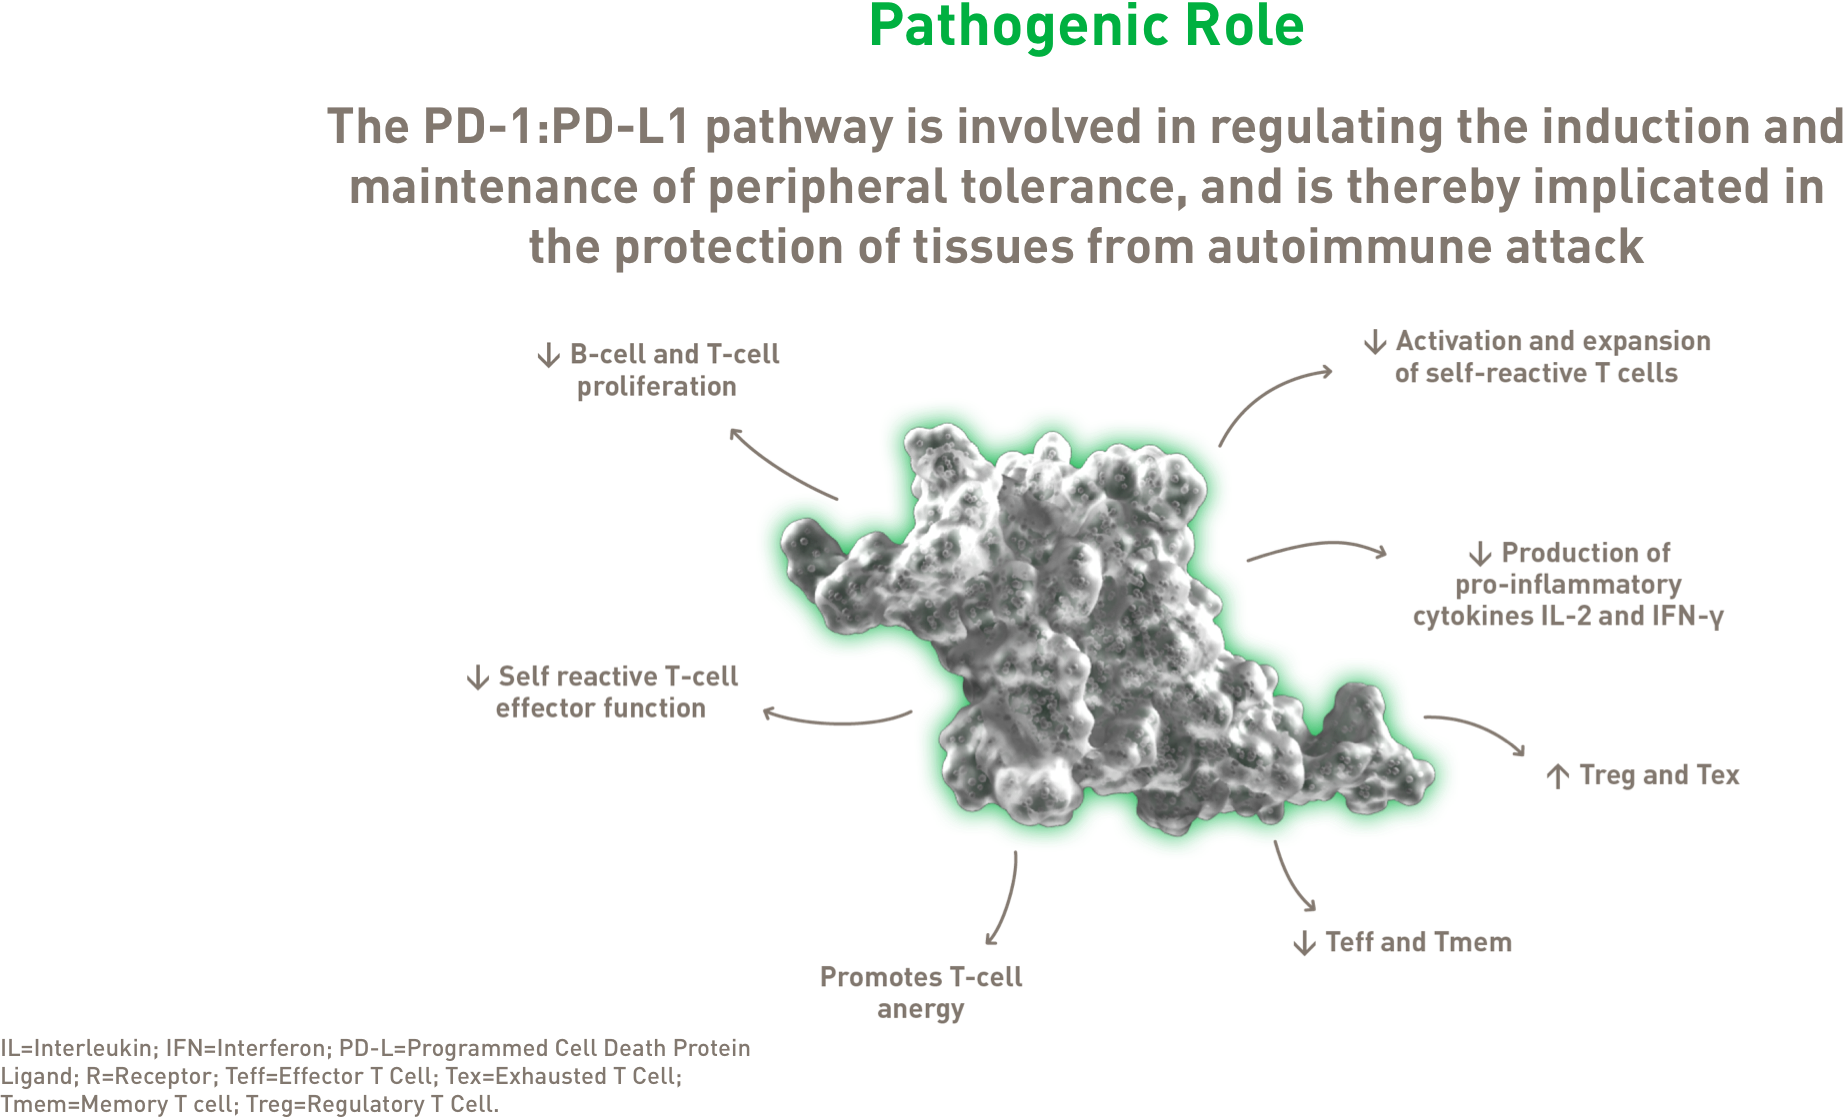 Pathogenic Role
The PD-1:PD-L1 pathway is involved in regulating the induction and
maintenance of peripheral tolerance, and is thereby implicated in
the protection of tissues from autoimmune attack
↓ B-cell and T-cell
proliferation
↓ Activation and expansion
of self-reactive T cells
↓ Production of
pro-inflammatory
cytokines IL-2 and IFN-γ
↓ Self reactive T-cell
effector function
↑ Treg and Tex
↓ Teff and Tmem
Promotes T-cell
anergy
IL=Interleukin; IFN=Interferon; PD-L=Programmed Cell Death Protein
Ligand; R=Receptor; Teff=Effector T Cell; Tex=Exhausted T Cell;
Tmem=Memory T cell; Treg=Regulatory T Cell.